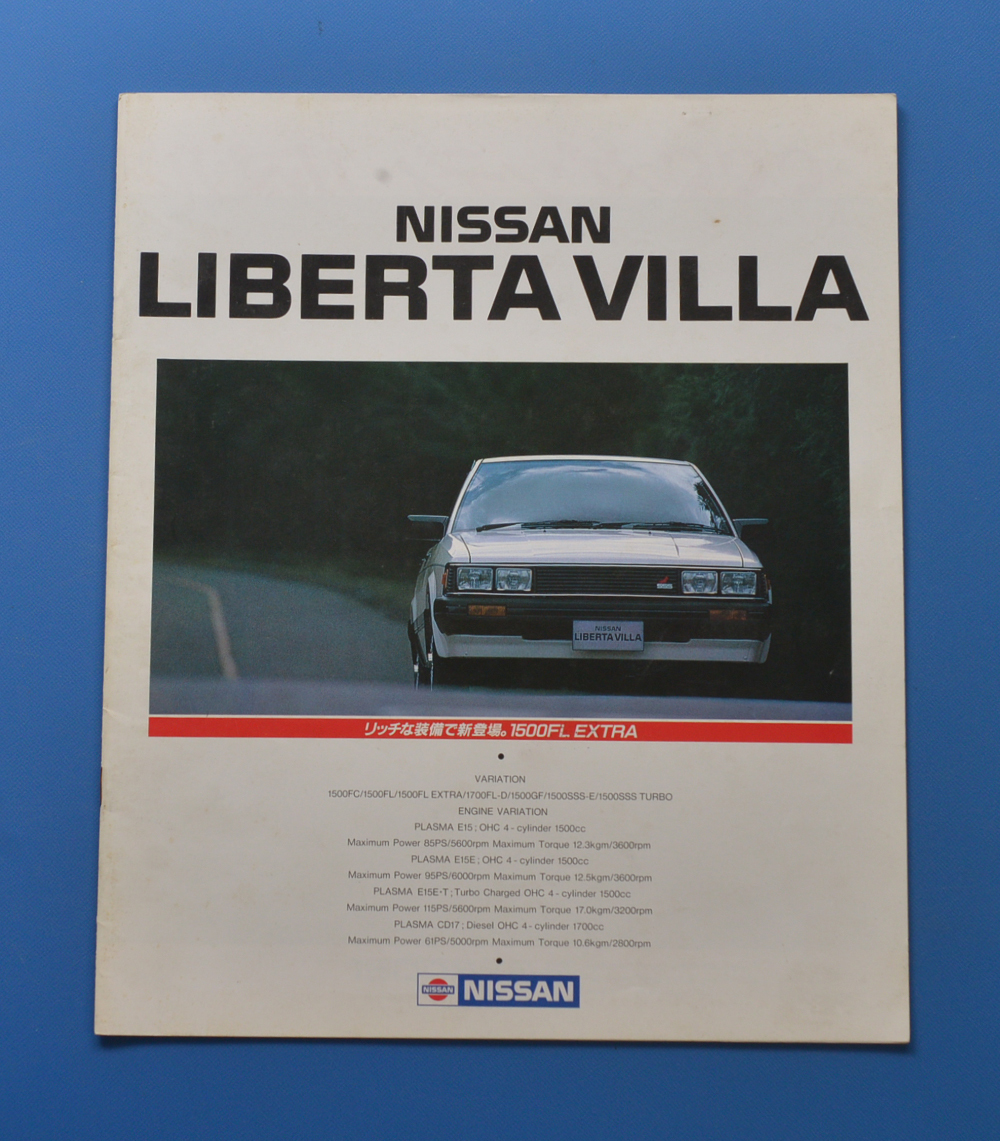 NISSAN
LIBERTA VILLA
NISSAN
LIBERTA VILLA
リッチな装備で新登場。1500FL EXTRA
VARIATION
1500FC/1500FL/1500FL EXTRA/1700FL-D/1500GF/1500SSS-E/1500SSS TURBO
ENGINE VARIATION
PLASMA E15 ; OHC 4 - cylinder 1500cc
Maximum Power 85PS/5600rpm Maximum Torque 12.3kgm/3600rpm
PLASMA E15E ; OHC 4 - cylinder 1500cc
Maximum Power 95PS/6000rpm Maximum Torque 12.5kgm/3600rpm
PLASMA E15E·T ; Turbo Charged OHC 4 - cylinder 1500cc
Maximum Power 115PS/5600rpm Maximum Torque 17.0kgm/3200rpm
PLASMA CD17 ; Diesel OHC 4 - cylinder 1700cc
Maximum Power 61PS/5000rpm Maximum Torque 10.6kgm/2800rpm
NISSAN NISSAN